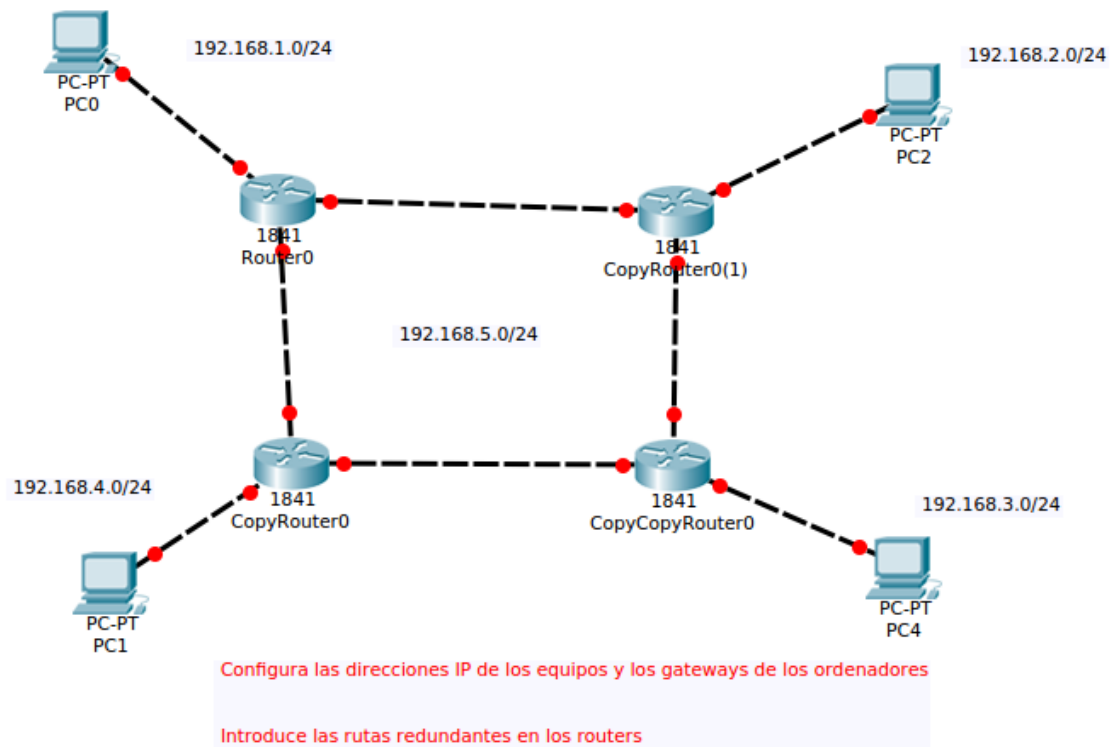 192.168.1.0/24
192.168.2.0/24
PC-PT
PC0
PC-PT
PC2
1841
Router0
1841
CopyRouter0(1)
192.168.5.0/24
192.168.4.0/24
1841
CopyRouter0
1841
CopyCopyRouter0
192.168.3.0/24
PC-PT
PC1
PC-PT
PC4
Configura las direcciones IP de los equipos y los gateways de los ordenadores
Introduce las rutas redundantes en los routers